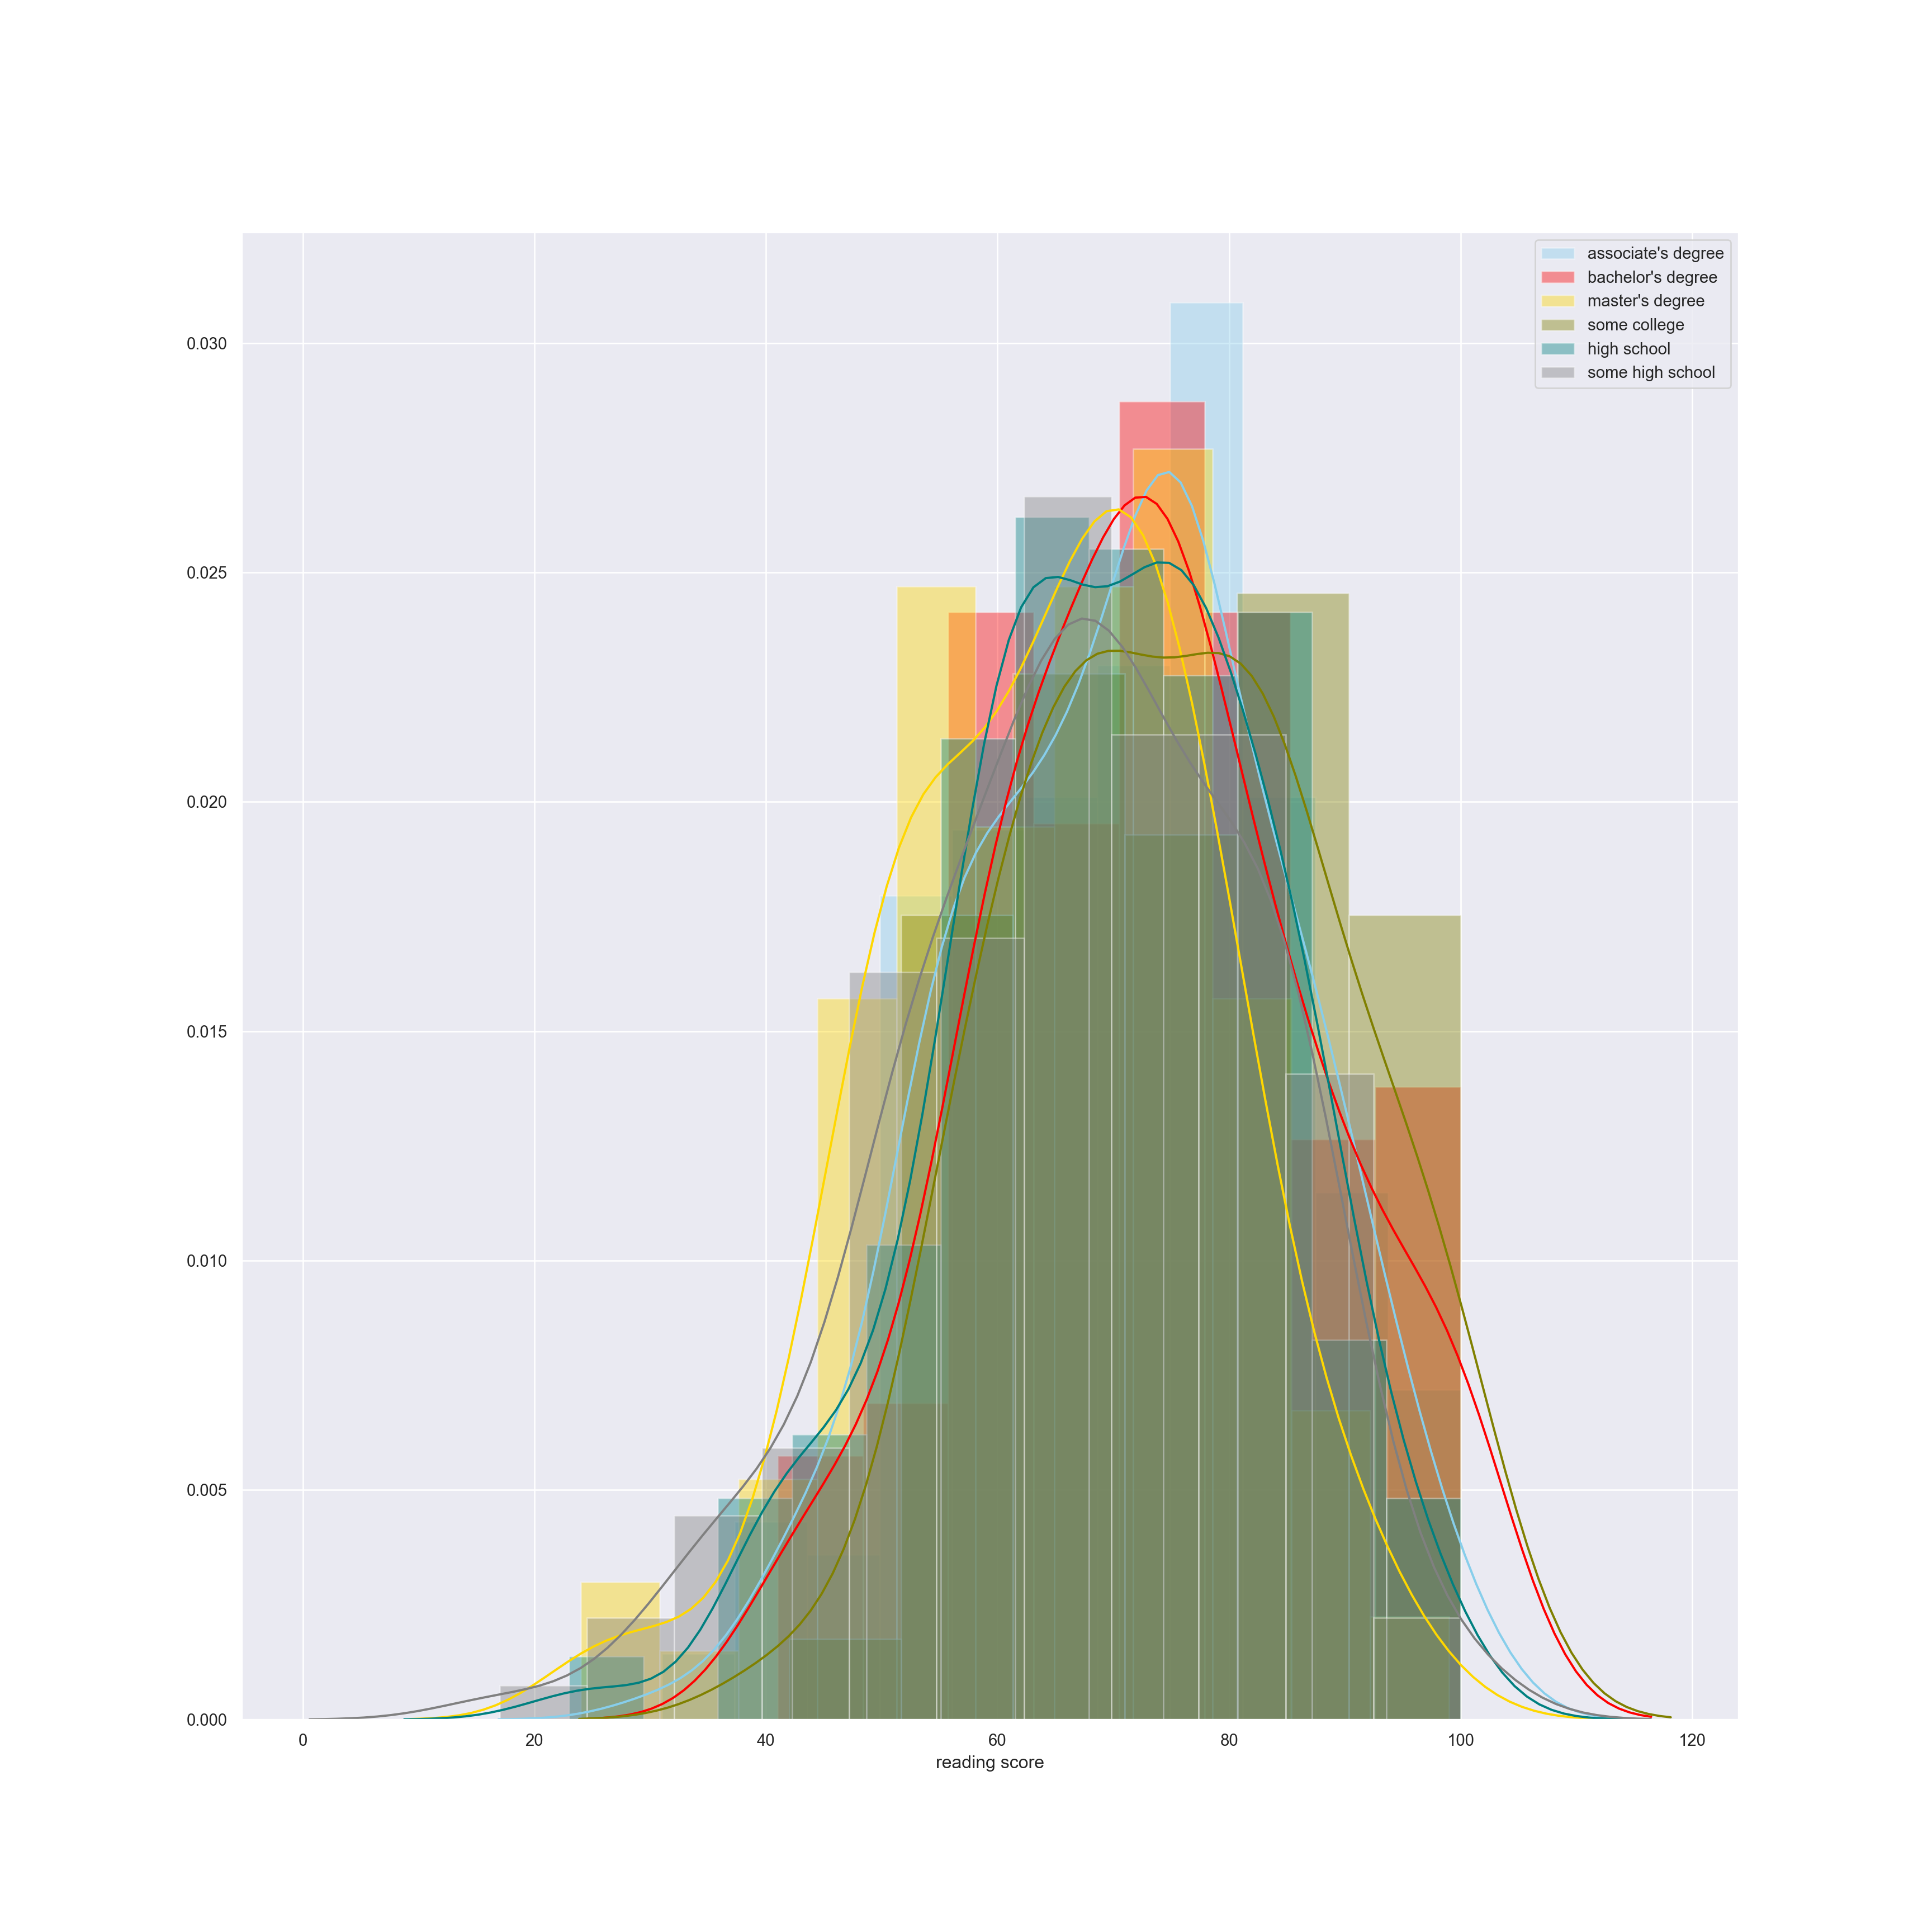 associate's degree
bachelor's degree
master's degree
some college
high school
some high school
0.030
0.025
0.020
0.015
0.010
0.005
0.000
0 20 40 60 80 100 120
reading score